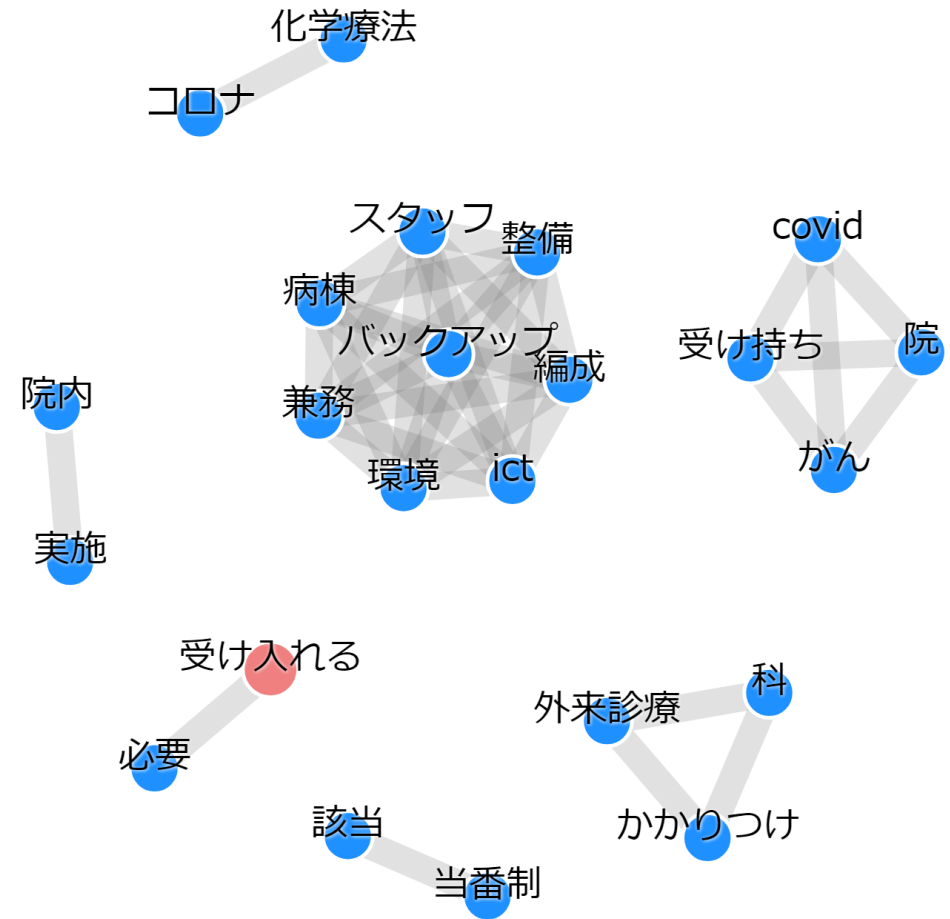 化学療法
コロナ
スタッフ
整備
covid
病棟
バックアップ
受け持ち
院
編成
院内
兼務
がん
環境
ict
実施
受け入れる
科
外来診療
必要
該当
かかりつけ
当番制